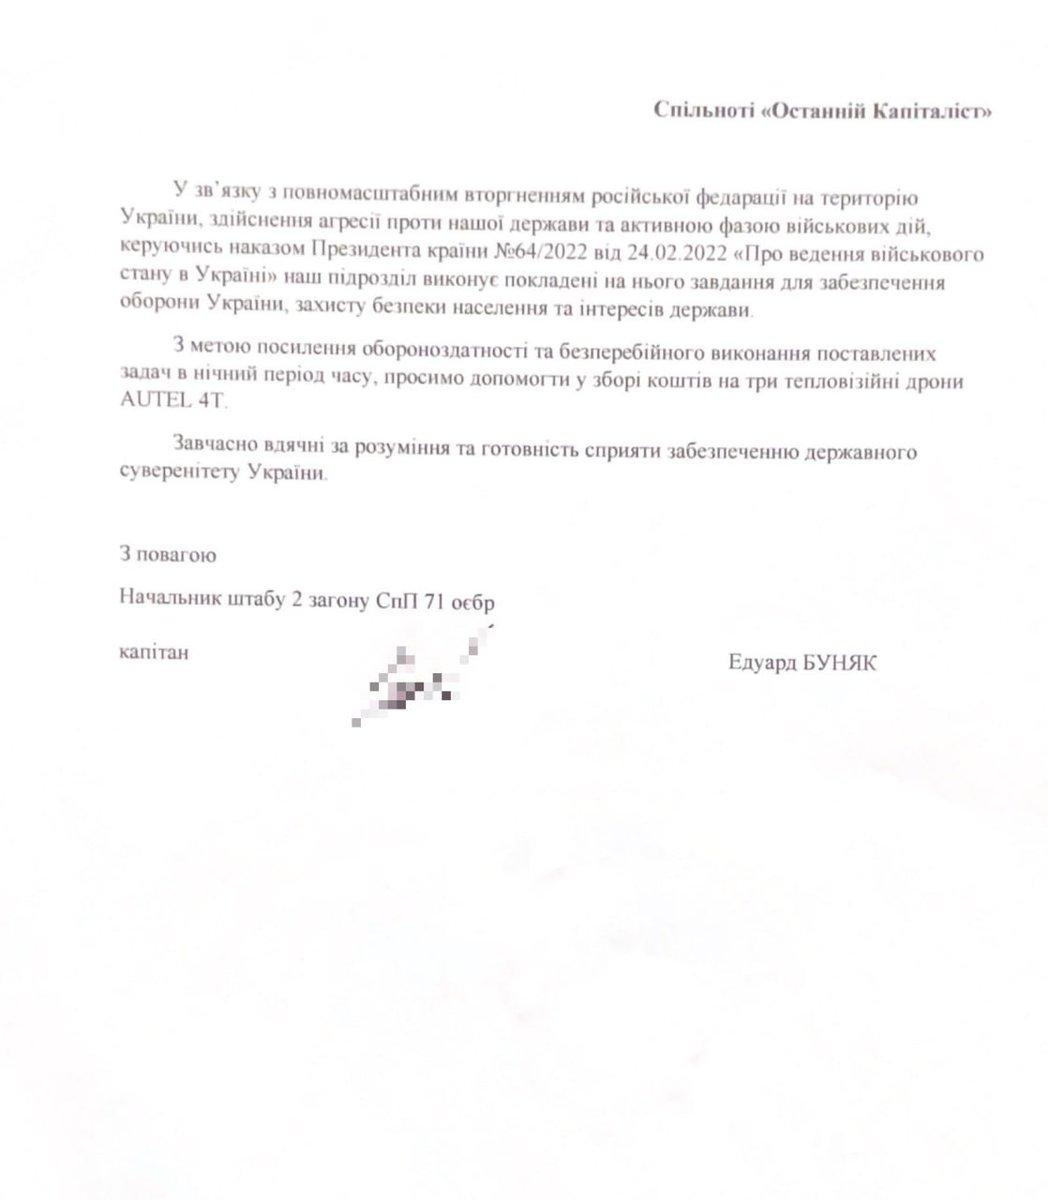 Спільноті «Останній Капіталіст»
У зв’язку з повномасштабним вторгненням російської федарації на територію
України, здійснення агресії проти нашої держави та активною фазою військових дій,
керуючись наказом Президента країни №64/2022 від 24.02.2022 «Про ведення військового
стану в Україні» наш підрозділ виконує покладені на нього завдання для забезпечення
оборони України, захисту безпеки населення та інтересів держави.
З метою посилення обороноздатності та безперебійного виконання поставлених
задач в нічний період часу, просимо допомогти у зборі коштів на три тепловізійні дрони
AUTEL 4T.
Завчасно вдячні за розуміння та готовність сприяти забезпеченню державного
суверенітету України.
З повагою
Начальник штабу 2 загону СпП 71 оєбр
капітан Едуард БУНЯК